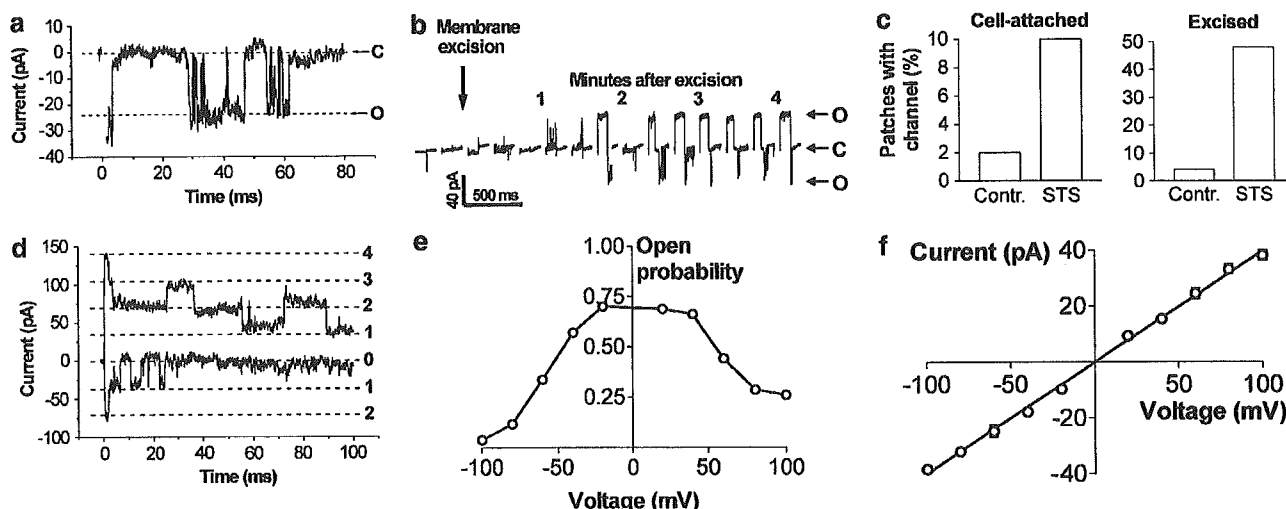 a
Current (pA)
10
0
-10
-20
-30
-40
C
O
0 20 40 60 80
Time (ms)
b
Membrane
excision
Minutes after excision
1 2 3 4
O
C
O
40 pA
500 ms
c
Cell-attached
Patches with
channel (%)
10
8
6
4
2
0
Contr. STS
Excised
50
40
30
20
10
0
Contr. STS
d
Current (pA)
150
100
50
0
-50
-100
4
3
2
1
0
1
2
0 20 40 60 80 100
Time (ms)
e
Open
probability
1.00
0.75
0.50
0.25
-100 -50 0 50 100
Voltage (mV)
f
Current (pA)
40
20
-100 -50 50 100
Voltage (mV)
-20
-40